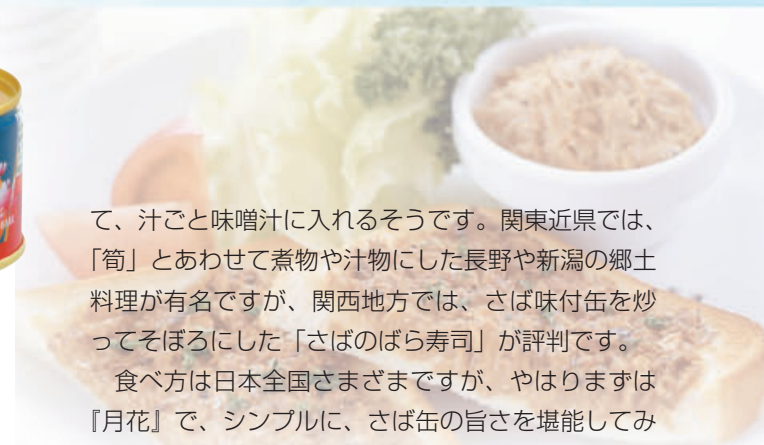 て、汁ごと味噌汁に入れるそうです。関東近県では、
「筍」とあわせて煮物や汁物にした長野や新潟の郷土
料理が有名ですが、関西地方では、さば味付缶を炒
ってそぼろにした「さばのばら寿司」が評判です。
　食べ方は日本全国さまざまですが、やはりまずは
『月花』で、シンプルに、さば缶の旨さを堪能してみ